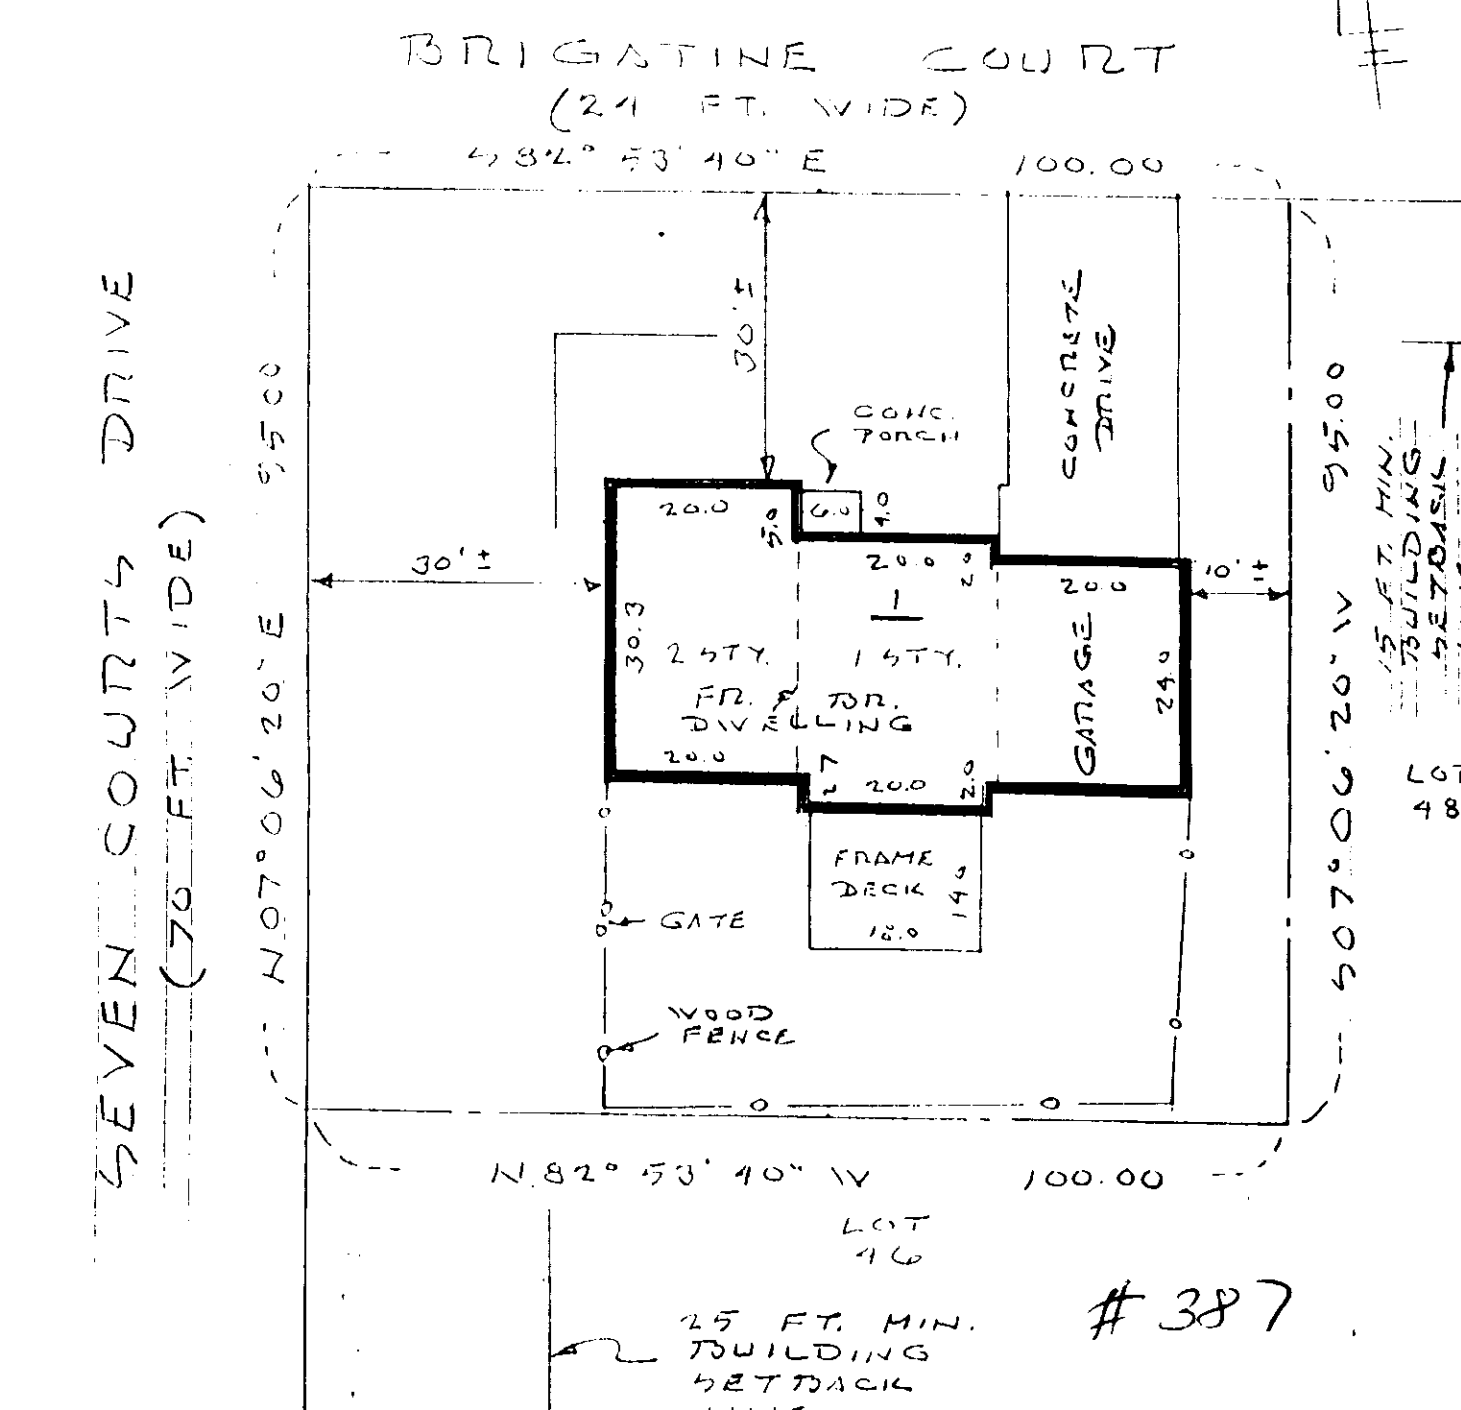 BRIGATINE COURT
(24 FT. WIDE)
S 82° 53' 40" E 100.00
SEVEN COURTS DRIVE
(70 FT. WIDE)
N 07° 06' 20" E 95.00
30' ±
CONCRETE
DRIVE
CONC.
PORCH
20.0
5.0
6.0
4.0
20.0
2.0
20.0
30' ±
10' ±
30.3
1
2 STY. 1 STY.
FR. & BR.
DWELLING
GARAGE
24.0
20.0
2.7
20.0
2.0
FRAME
DECK
14.0
18.0
GATE
WOOD
FENCE
S 07° 06' 20" W 95.00
15 FT. MIN.
BUILDING
SETBACK
LOT
48
N 82° 53' 40" W 100.00
LOT
46
25 FT. MIN.
BUILDING
SETBACK
# 387